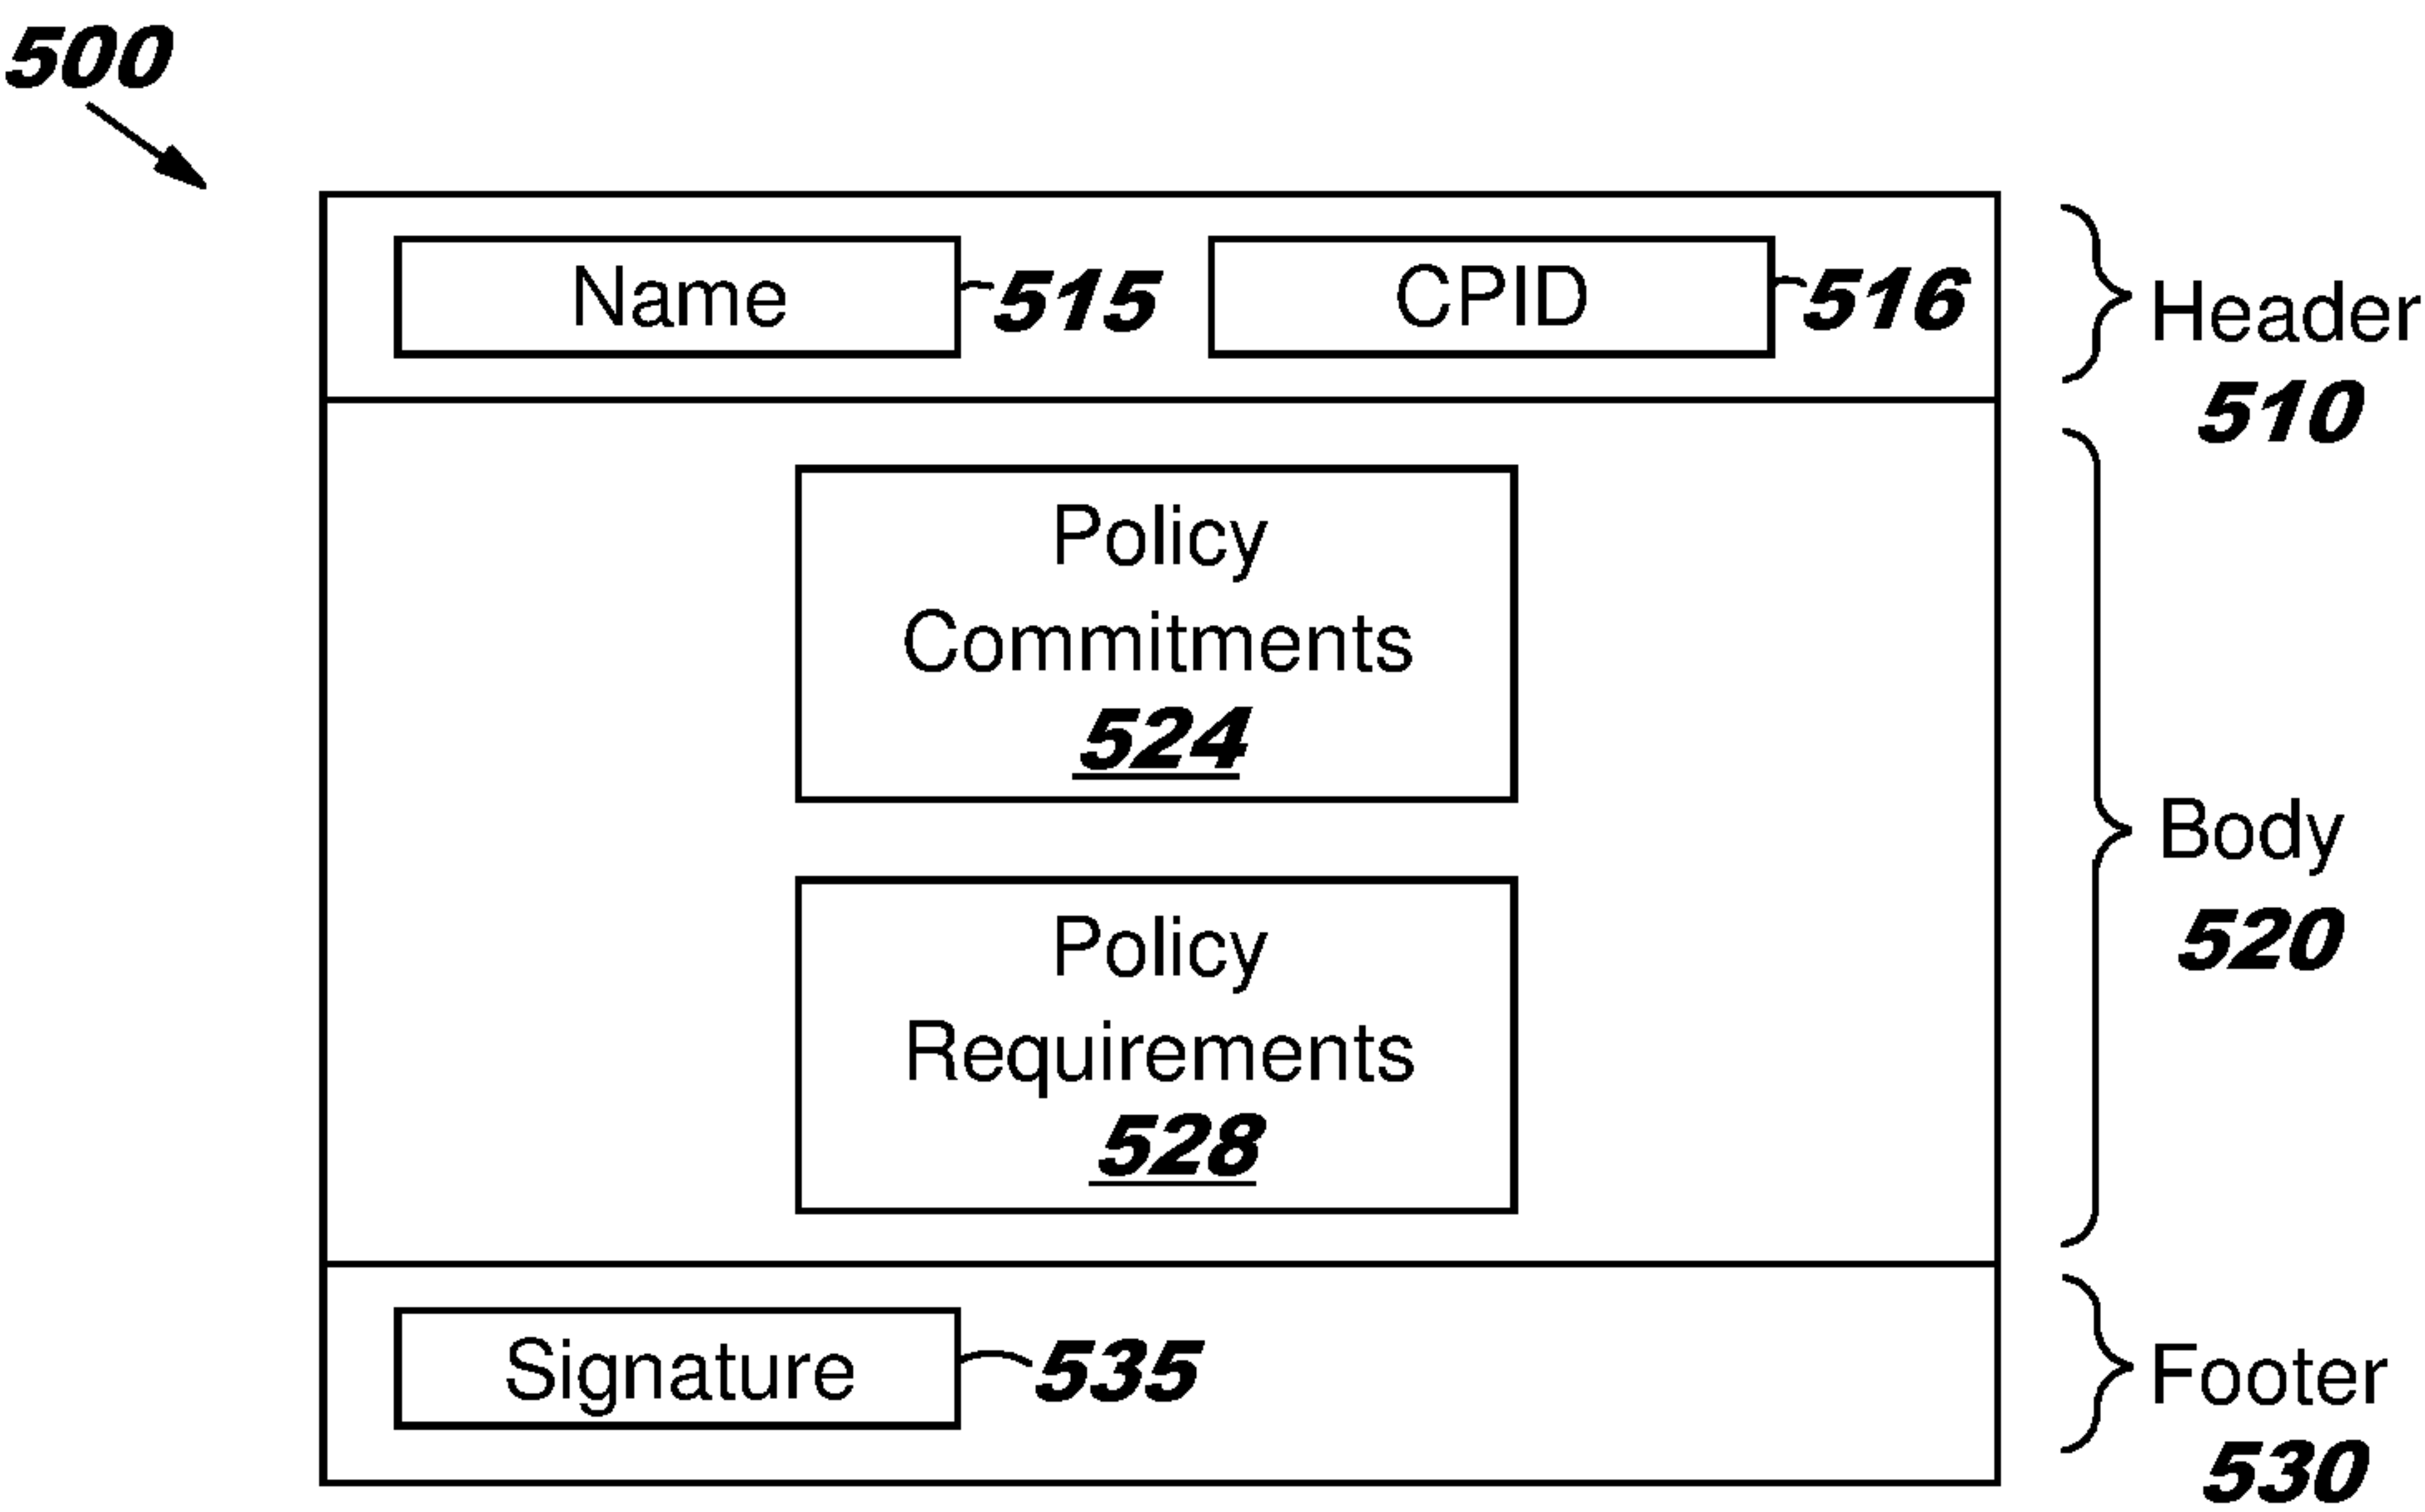 500
Name 515 CPID 516
Header
510
Policy
Commitments
524
Body
520
Policy
Requirements
528
Signature 535
Footer
530